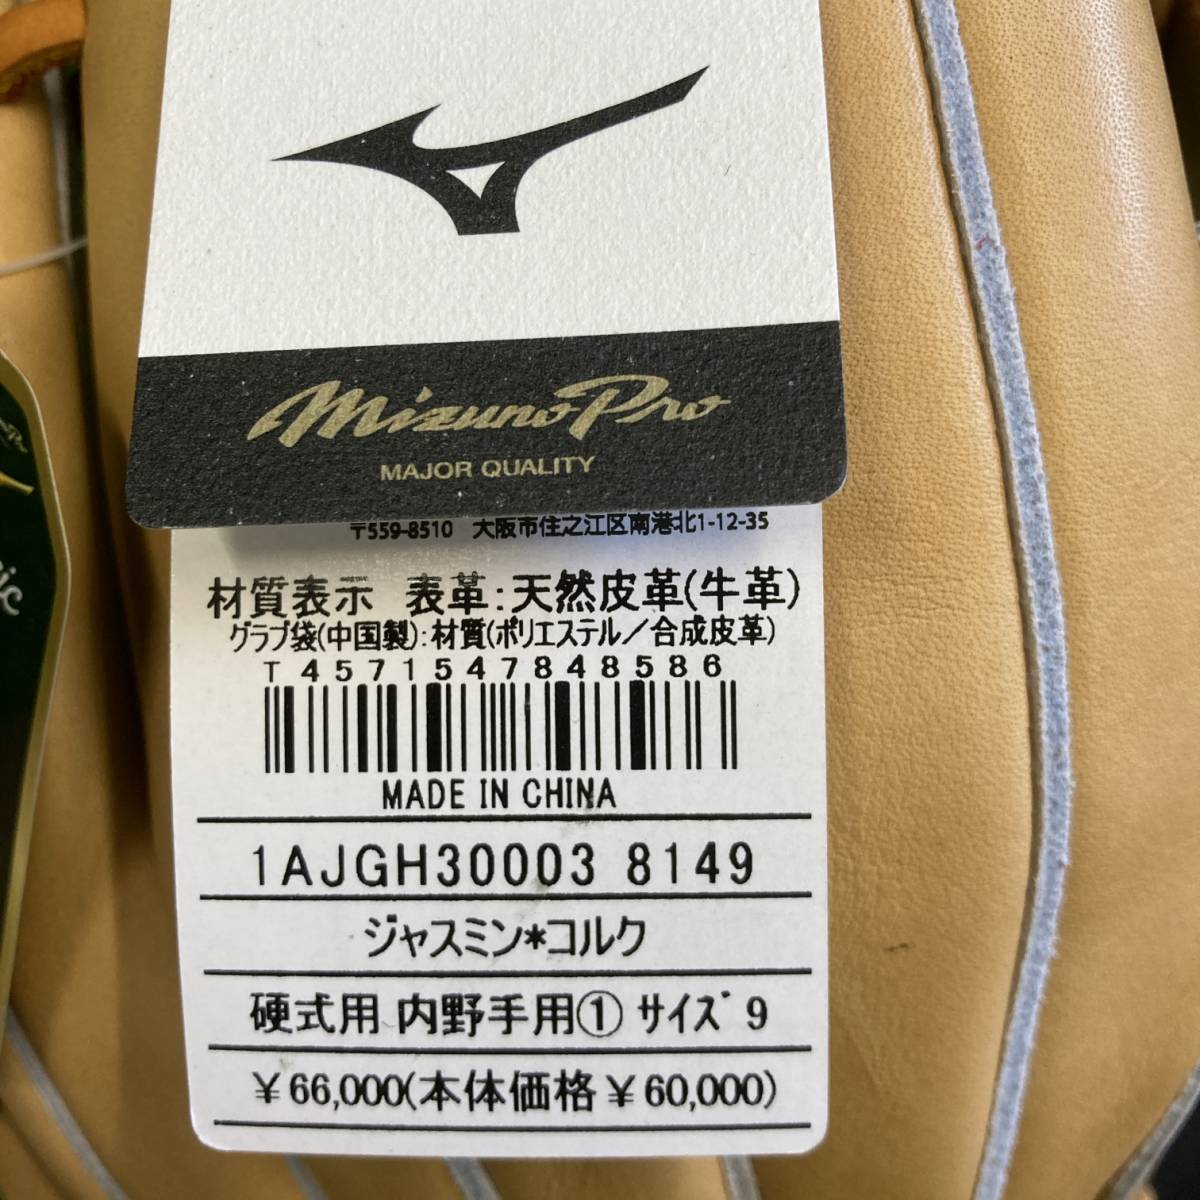 Mizuno Pro
MAJOR QUALITY
〒559-8510 大阪市住之江区南港北1-12-35
材質表示 表革:天然皮革(牛革)
グラブ袋(中国製):材質(ポリエステル/合成皮革)
T4571547848586
MADE IN CHINA
1AJGH30003 8149
ジャスミン*コルク
硬式用 内野手用① サイズ 9
¥66,000(本体価格¥60,000)